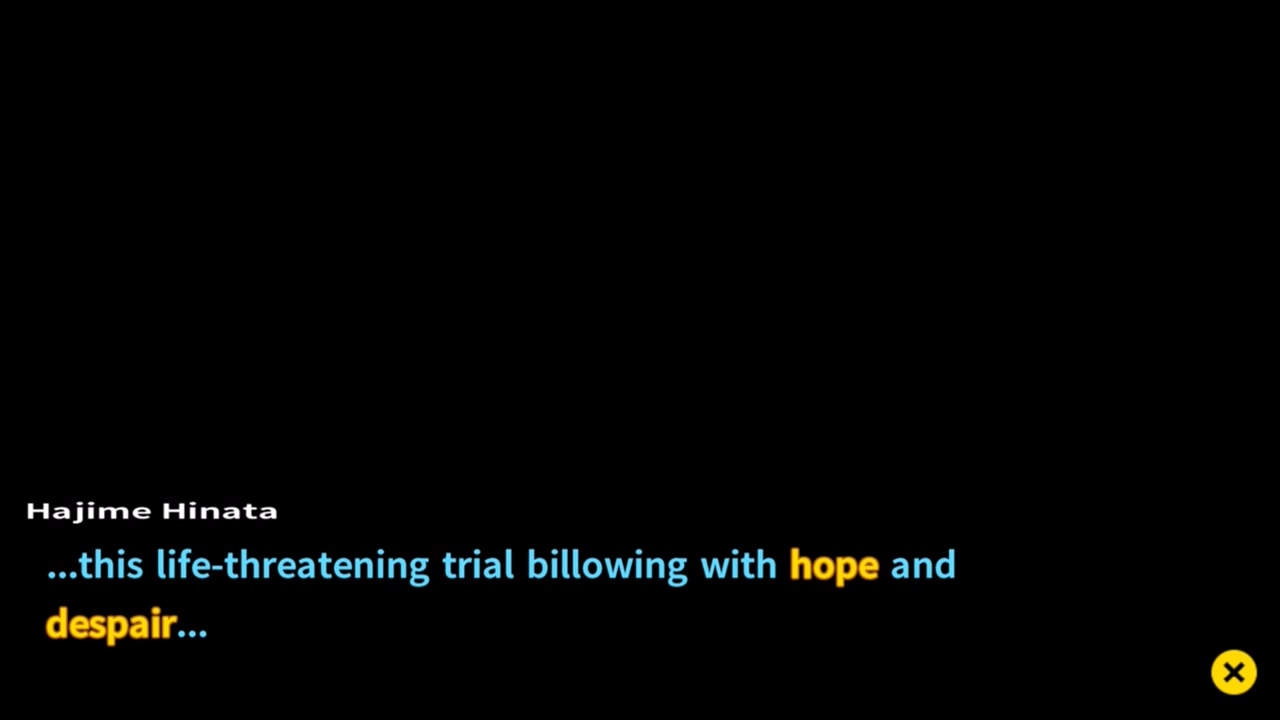 Hajime Hinata
...this life-threatening trial billowing with hope and
despair...